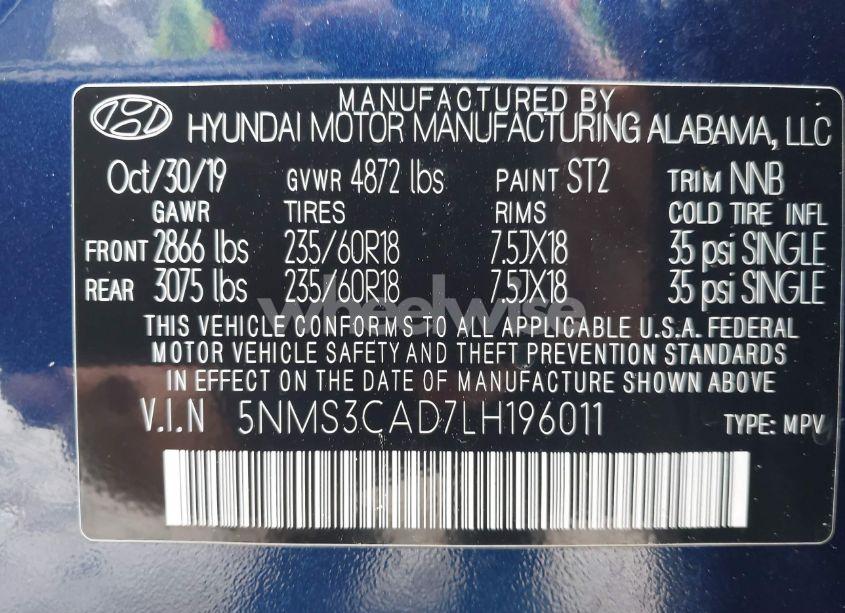 MANUFACTURED BY
HYUNDAI MOTOR MANUFACTURING ALABAMA, LLC
Oct/30/19 GVWR 4872 lbs PAINT ST2 TRIM NNB
GAWR TIRES RIMS COLD TIRE INFL
FRONT 2866 lbs 235/60R18 7.5JX18 35 psi SINGLE
REAR 3075 lbs 235/60R18 7.5JX18 35 psi SINGLE
wheelwise
THIS VEHICLE CONFORMS TO ALL APPLICABLE U.S.A. FEDERAL
MOTOR VEHICLE SAFETY AND THEFT PREVENTION STANDARDS
IN EFFECT ON THE DATE OF MANUFACTURE SHOWN ABOVE
V.I.N 5NMS3CAD7LH196011 TYPE: MPV